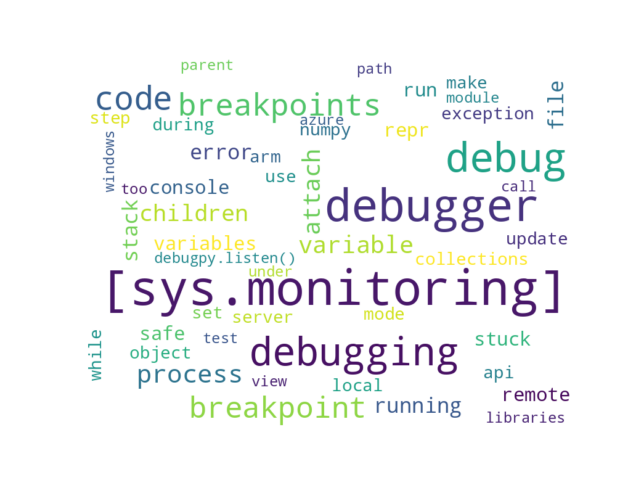 parent
path
code
breakpoints
run
make
module
file
step
during
azure
numpy
repr
exception
windows
error
arm
debug
too
console
use
attach
call
stack
children
debugger
variables
variable
update
debugpy.listen()
collections
under
[sys.monitoring]
set
server
mode
while
safe
test
debugging
stuck
object
process
view
local
api
breakpoint
running
remote
libraries